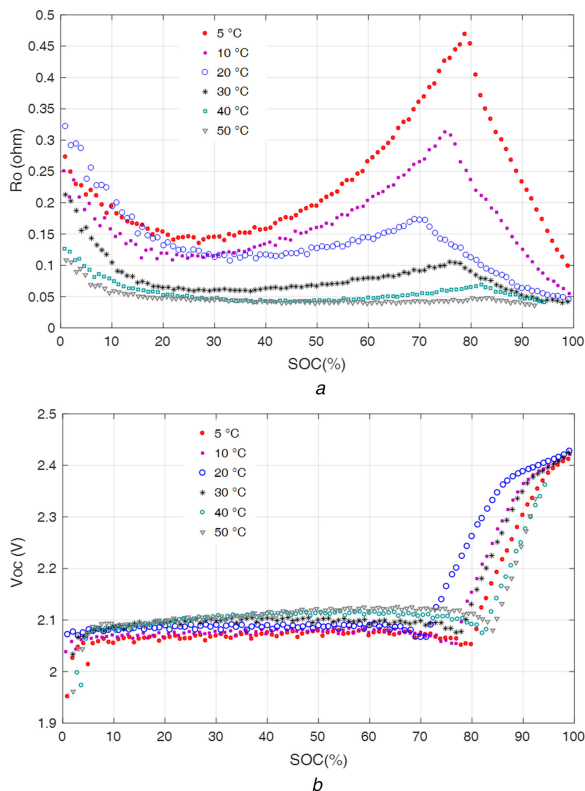 0.5
0.45
0.4
0.35
0.3
0.25
0.2
0.15
0.1
0.05
0
Ro (ohm)
5 °C
10 °C
20 °C
30 °C
40 °C
50 °C
0 10 20 30 40 50 60 70 80 90 100
SOC(%)
a
2.5
2.4
2.3
2.2
2.1
2
1.9
Voc (V)
5 °C
10 °C
20 °C
30 °C
40 °C
50 °C
0 10 20 30 40 50 60 70 80 90 100
SOC(%)
b